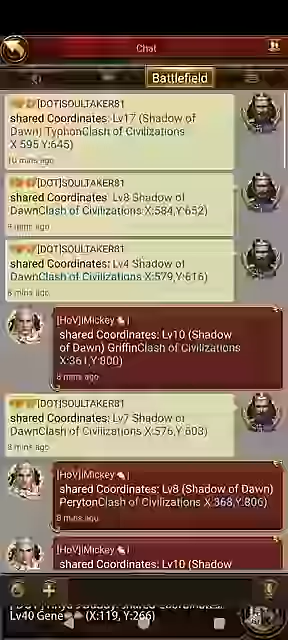 Chat
Battlefield
[DOT]SOULTAKER81
shared Coordinates: Lv17 (Shadow of
Dawn) TyphonClash of Civilizations
X:595 Y:645)
10 mins ago
[DOT]SOULTAKER81
shared Coordinates: Lv8 Shadow of
DawnClash of Civilizations X:584,Y:652)
8 mins ago
[DOT]SOULTAKER81
shared Coordinates: Lv4 Shadow of
DawnClash of Civilizations X:579,Y:616)
8 mins ago
[HoV]iMickey
shared Coordinates: Lv10 (Shadow
of Dawn) GriffinClash of Civilizations
X:361,Y:800)
8 mins ago
[DOT]SOULTAKER81
shared Coordinates: Lv7 Shadow of
DawnClash of Civilizations X:576,Y:603)
8 mins ago
[HoV]iMickey
shared Coordinates: Lv8 (Shadow of Dawn)
PerytonClash of Civilizations X:368,Y:806)
8 mins ago
[HoV]iMickey
shared Coordinates: Lv10 (Shadow
shared Coordinates:
Lv40 Gene (X:119, Y:266)